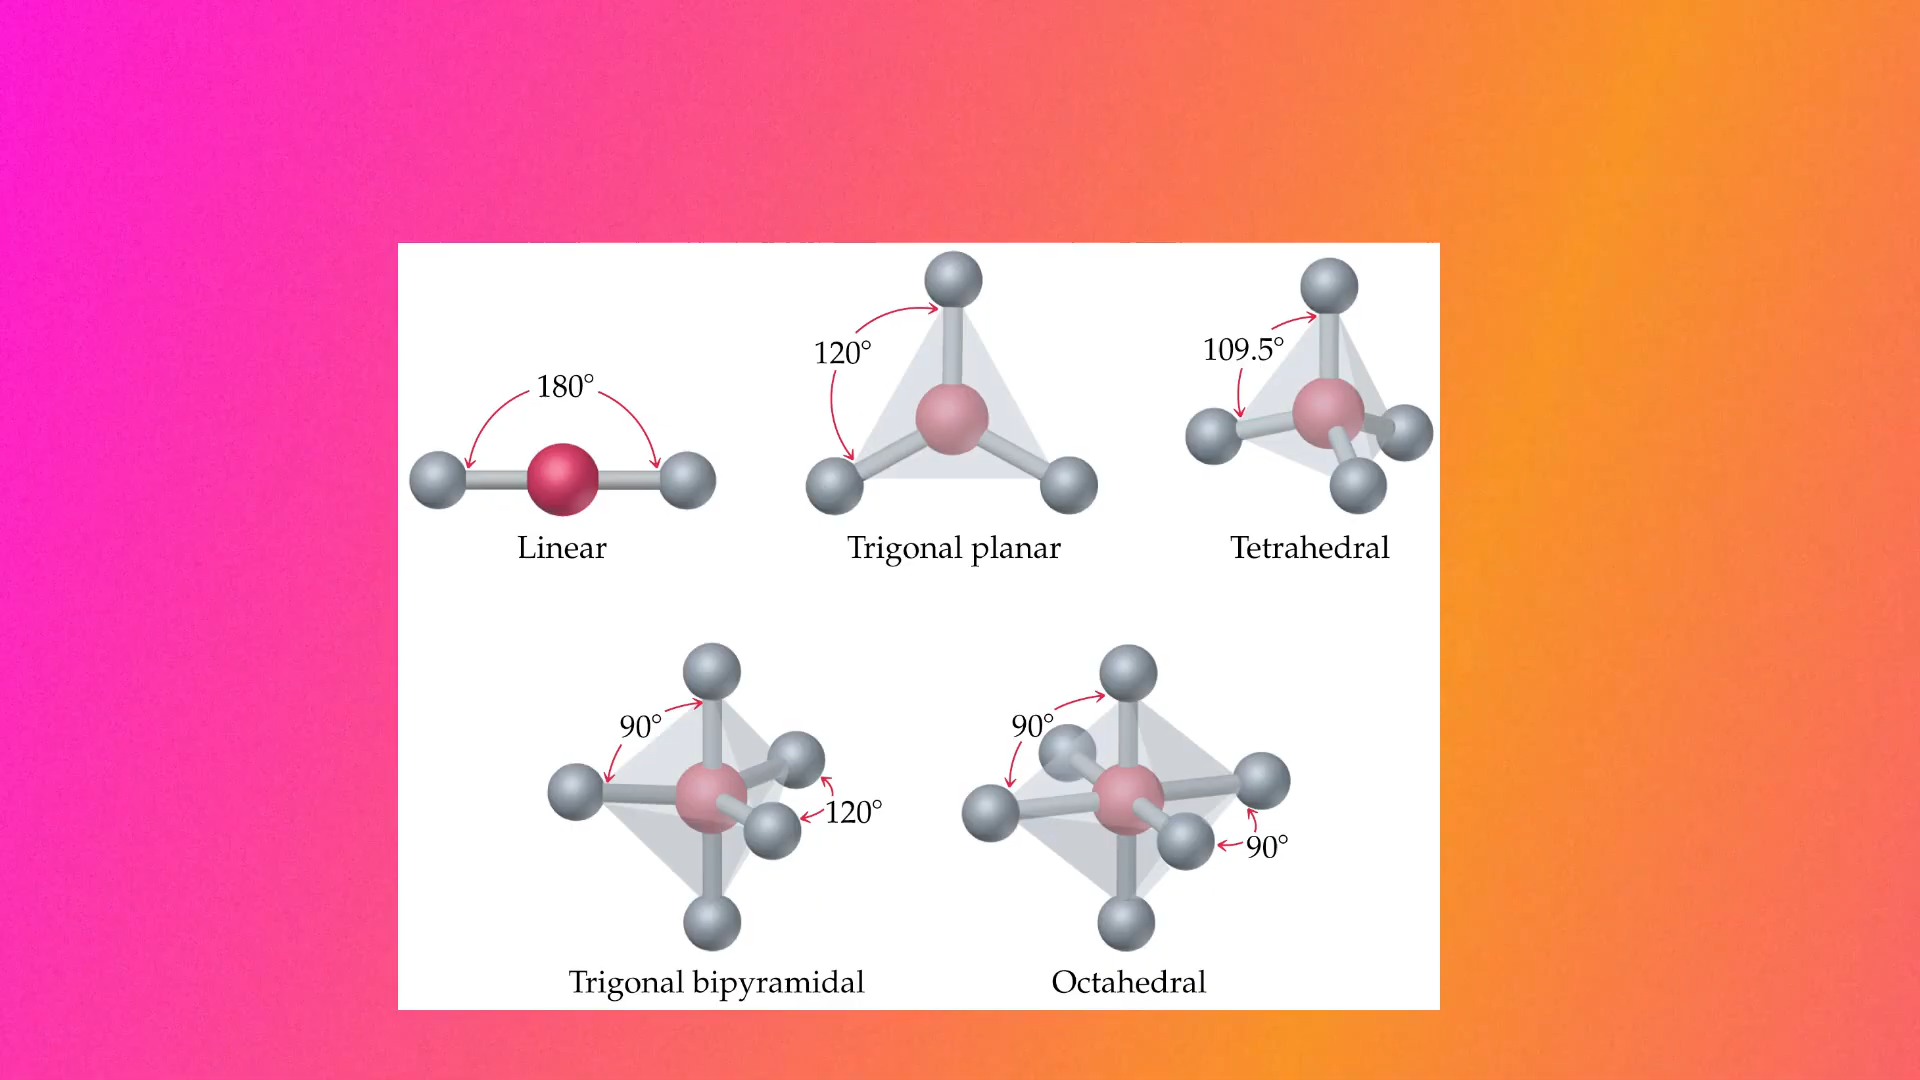 180°
120°
109.5°
Linear
Trigonal planar
Tetrahedral
90°
120°
90°
90°
Trigonal bipyramidal
Octahedral